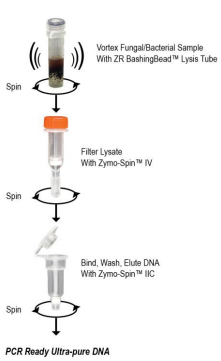 Vortex Fungal/Bacterial Sample
With ZR BashingBead™ Lysis Tube
Spin
Filter Lysate
With Zymo-Spin™ IV
Spin
Bind, Wash, Elute DNA
With Zymo-Spin™ IIC
Spin
PCR Ready Ultra-pure DNA